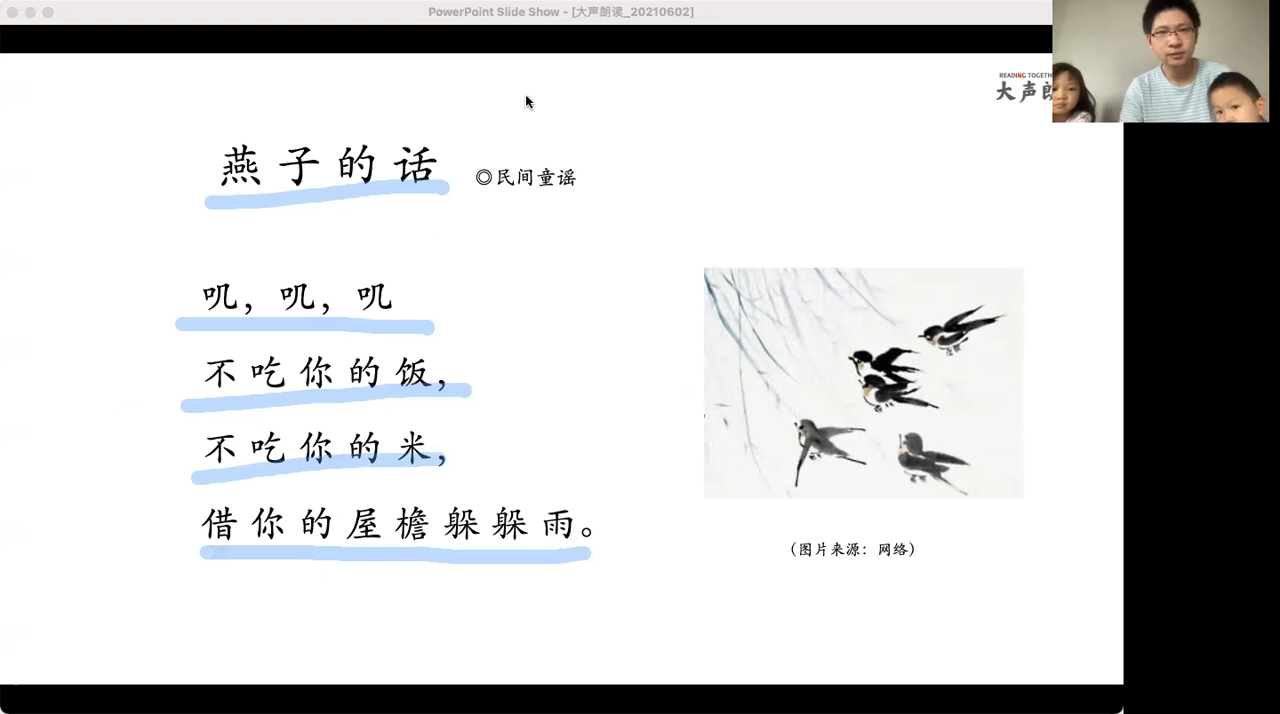 PowerPoint Slide Show - [大声朗读_20210602]
READING TOGETH
大声朗
燕子的话 ◎民间童谣
叽，叽，叽
不吃你的饭，
不吃你的米，
借你的屋檐躲躲雨。
（图片来源：网络）